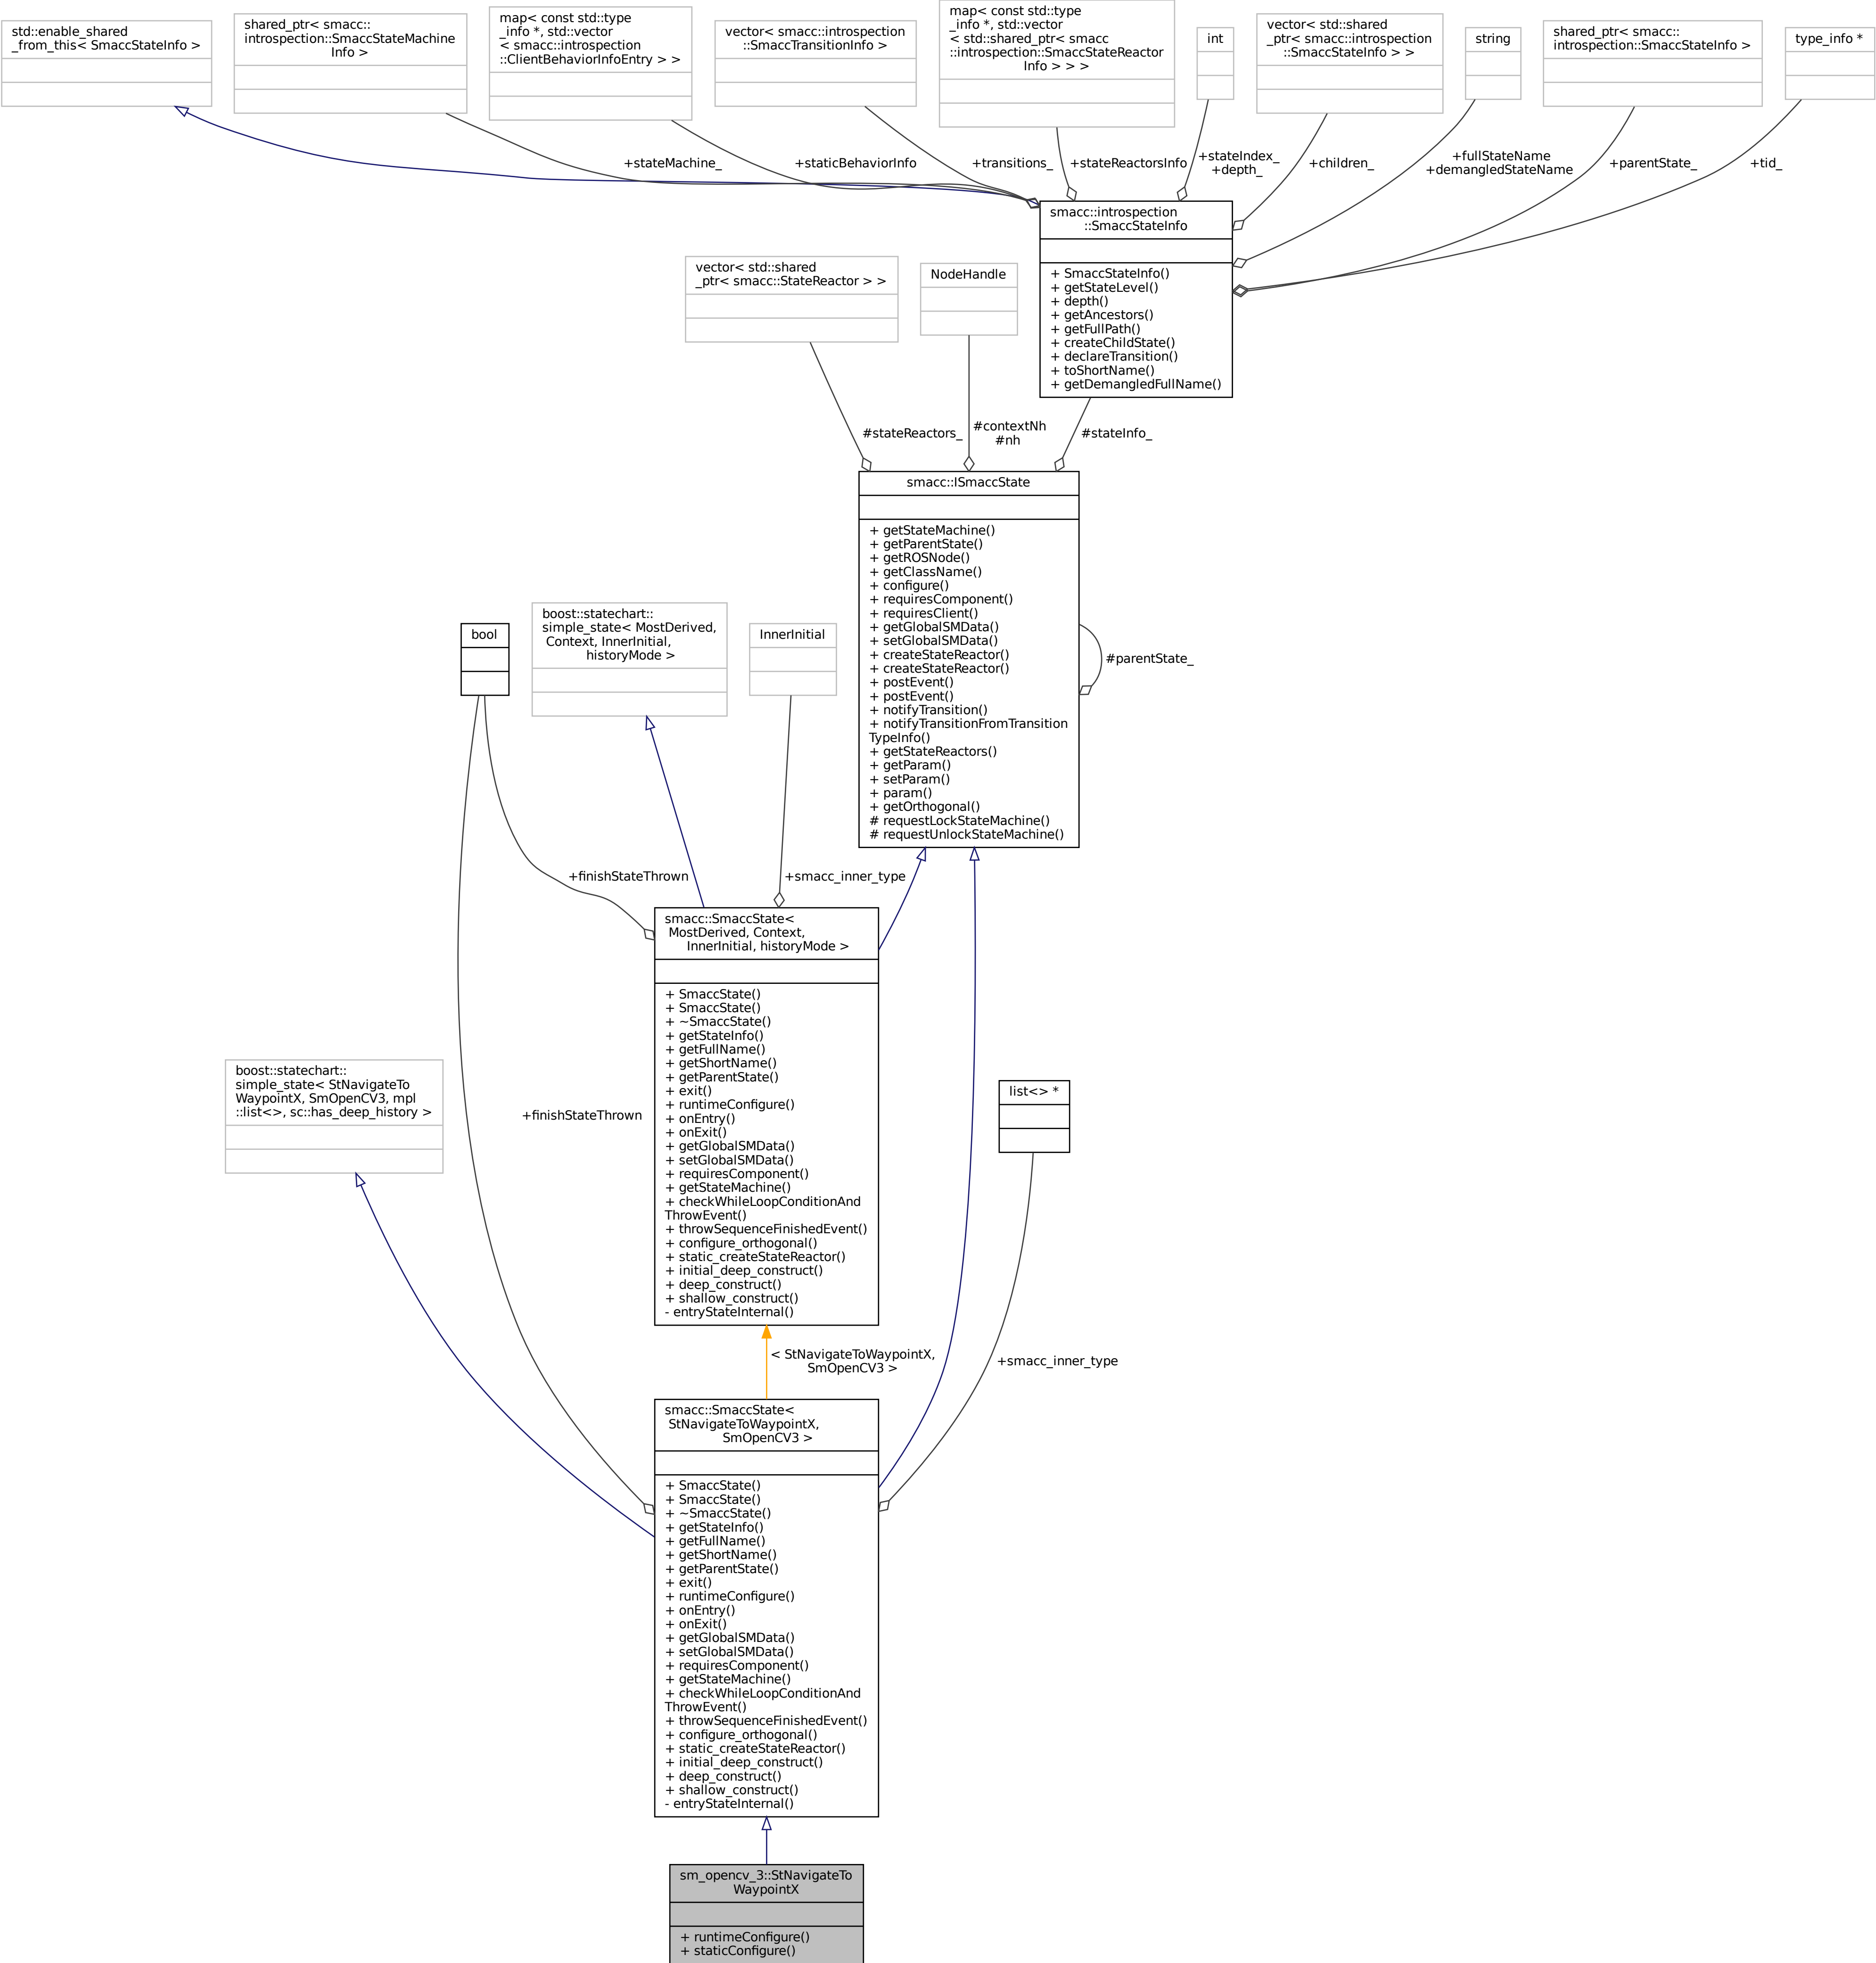 std::enable_shared
_from_this< SmaccStateInfo >
shared_ptr< smacc::
introspection::SmaccStateMachine
Info >
map< const std::type
_info *, std::vector
< smacc::introspection
::ClientBehaviorInfoEntry > >
vector< smacc::introspection
::SmaccTransitionInfo >
map< const std::type
_info *, std::vector
< std::shared_ptr< smacc
::introspection::SmaccStateReactor
Info > > >
int
vector< std::shared
_ptr< smacc::introspection
::SmaccStateInfo > >
string
shared_ptr< smacc::
introspection::SmaccStateInfo >
type_info *
+stateMachine_
+staticBehaviorInfo
+transitions_
+stateReactorsInfo
+stateIndex_
+depth_
+children_
+fullStateName
+demangledStateName
+parentState_
+tid_
smacc::introspection
::SmaccStateInfo
+ SmaccStateInfo()
+ getStateLevel()
+ depth()
+ getAncestors()
+ getFullPath()
+ createChildState()
+ declareTransition()
+ toShortName()
+ getDemangledFullName()
vector< std::shared
_ptr< smacc::StateReactor > >
NodeHandle
#stateReactors_
#contextNh
#nh
#stateInfo_
smacc::ISmaccState
+ getStateMachine()
+ getParentState()
+ getROSNode()
+ getClassName()
+ configure()
+ requiresComponent()
+ requiresClient()
+ getGlobalSMData()
+ setGlobalSMData()
+ createStateReactor()
+ createStateReactor()
+ postEvent()
+ postEvent()
+ notifyTransition()
+ notifyTransitionFromTransition
TypeInfo()
+ getStateReactors()
+ getParam()
+ setParam()
+ param()
+ getOrthogonal()
# requestLockStateMachine()
# requestUnlockStateMachine()
#parentState_
bool
boost::statechart::
simple_state< MostDerived,
Context, InnerInitial,
historyMode >
InnerInitial
+finishStateThrown
+smacc_inner_type
smacc::SmaccState<
MostDerived, Context,
InnerInitial, historyMode >
+ SmaccState()
+ SmaccState()
+ ~SmaccState()
+ getStateInfo()
+ getFullName()
+ getShortName()
+ getParentState()
+ exit()
+ runtimeConfigure()
+ onEntry()
+ onExit()
+ getGlobalSMData()
+ setGlobalSMData()
+ requiresComponent()
+ getStateMachine()
+ checkWhileLoopConditionAnd
ThrowEvent()
+ throwSequenceFinishedEvent()
+ configure_orthogonal()
+ static_createStateReactor()
+ initial_deep_construct()
+ deep_construct()
+ shallow_construct()
- entryStateInternal()
boost::statechart::
simple_state< StNavigateTo
WaypointX, SmOpenCV3, mpl
::list<>, sc::has_deep_history >
+finishStateThrown
list<> *
< StNavigateToWaypointX,
SmOpenCV3 >
+smacc_inner_type
smacc::SmaccState<
StNavigateToWaypointX,
SmOpenCV3 >
+ SmaccState()
+ SmaccState()
+ ~SmaccState()
+ getStateInfo()
+ getFullName()
+ getShortName()
+ getParentState()
+ exit()
+ runtimeConfigure()
+ onEntry()
+ onExit()
+ getGlobalSMData()
+ setGlobalSMData()
+ requiresComponent()
+ getStateMachine()
+ checkWhileLoopConditionAnd
ThrowEvent()
+ throwSequenceFinishedEvent()
+ configure_orthogonal()
+ static_createStateReactor()
+ initial_deep_construct()
+ deep_construct()
+ shallow_construct()
- entryStateInternal()
sm_opencv_3::StNavigateTo
WaypointX
+ runtimeConfigure()
+ staticConfigure()